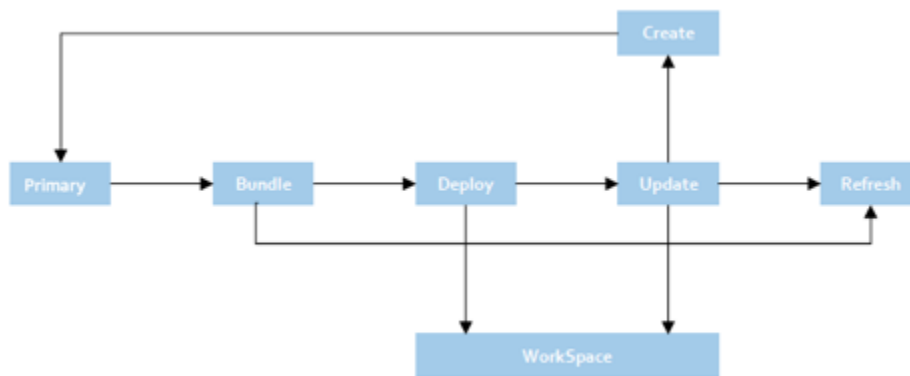 Create
Primary
Bundle
Deploy
Update
Refresh
WorkSpace